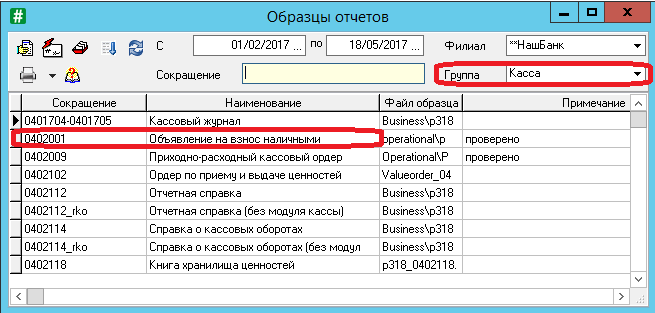 # Образцы отчетов
С 01/02/2017 ... по 18/05/2017 ... Филиал **НашБанк
Сокращение Группа Касса
Сокращение Наименование Файл образца Примечание
0401704-0401705 Кассовый журнал Business\p318
0402001 Объявление на взнос наличными operational\p проверено
0402009 Приходно-расходный кассовый ордер Operational\P проверено
0402102 Ордер по приему и выдаче ценностей Valueorder_04
0402112 Отчетная справка Business\p318
0402112_rko Отчетная справка (без модуля кассы) Business\p318
0402114 Справка о кассовых оборотах Business\p318
0402114_rko Справка о кассовых оборотах (без модул Business\p318
0402118 Книга хранилища ценностей p318_0402118.